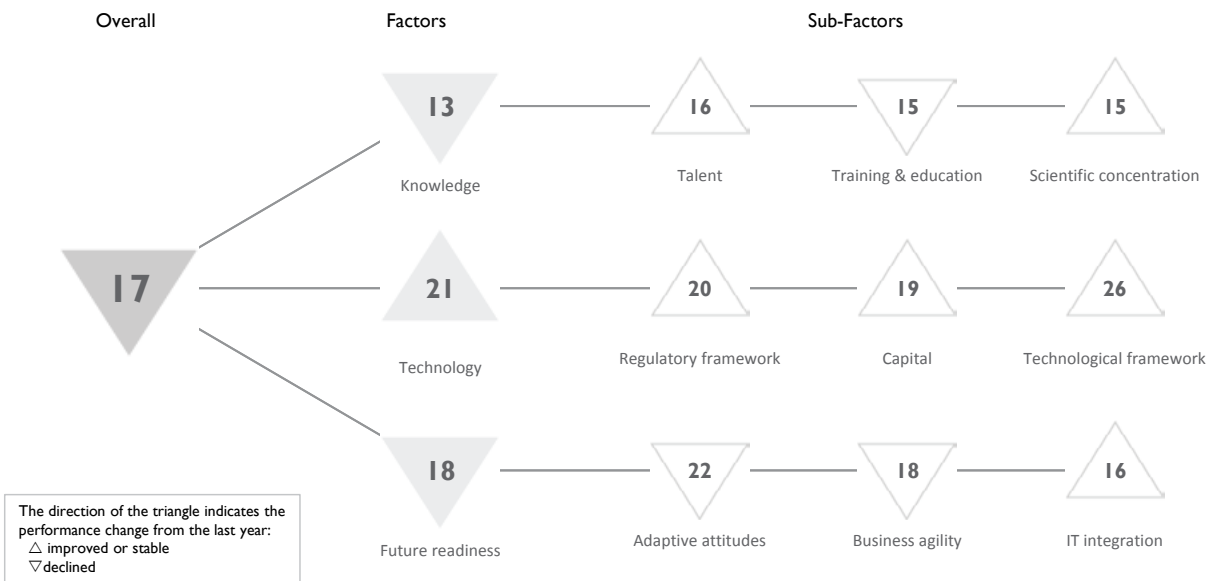 Overall Factors Sub-Factors
13 16 15 15
Knowledge Talent Training & education Scientific concentration
17 21 20 19 26
Technology Regulatory framework Capital Technological framework
18 22 18 16
Future readiness Adaptive attitudes Business agility IT integration
The direction of the triangle indicates the
performance change from the last year:
△ improved or stable
▽ declined